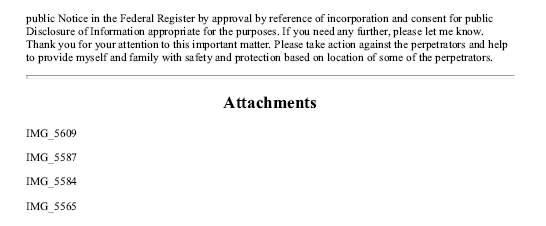 public Notice in the Federal Register by approval by reference of incorporation and consent for public
Disclosure of Information appropriate for the purposes. If you need any further, please let me know.
Thank you for your attention to this important matter. Please take action against the perpetrators and help
to provide myself and family with safety and protection based on location of some of the perpetrators.
Attachments
IMG_5609
IMG_5587
IMG_5584
IMG_5565